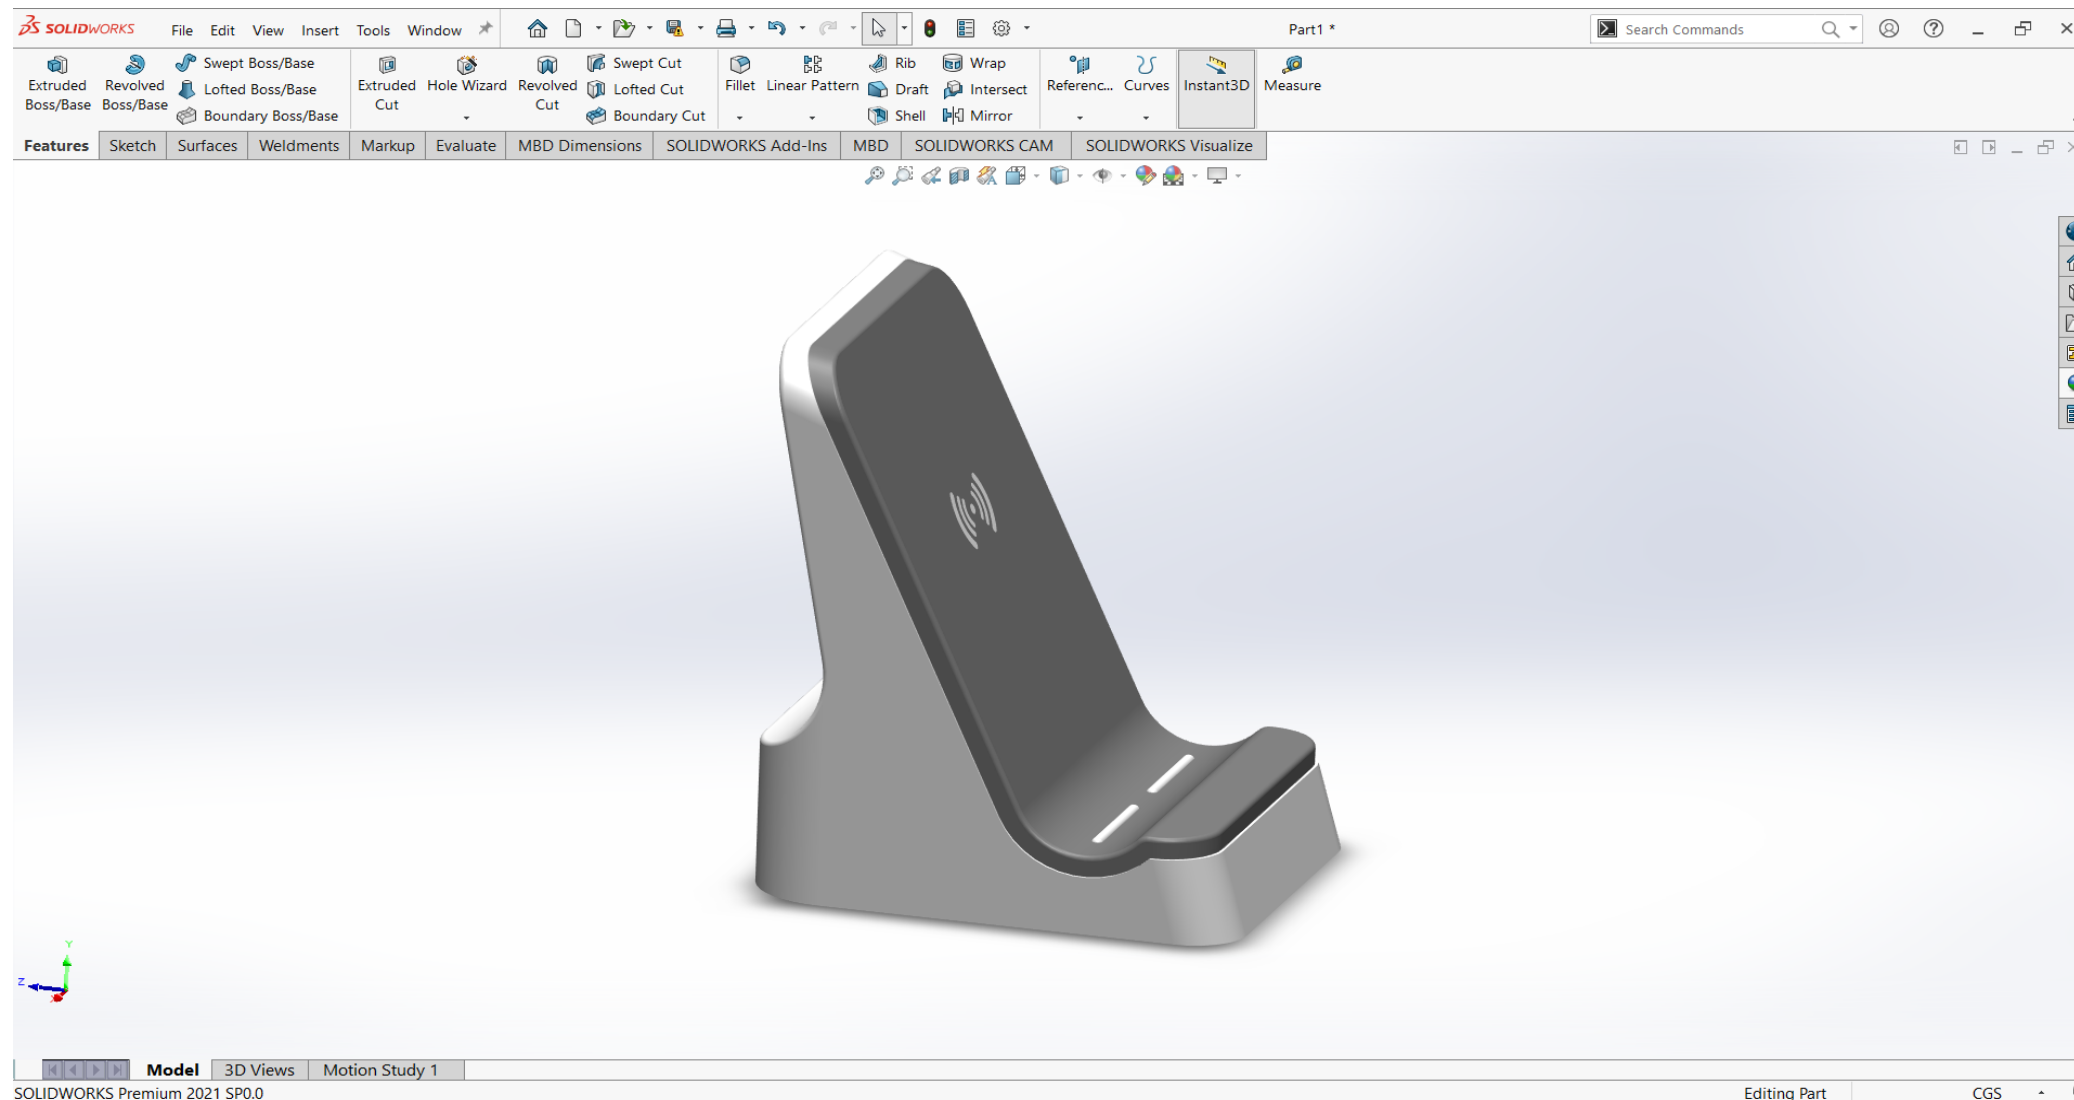 SOLIDWORKS File Edit View Insert Tools Window Part1 * Search Commands
Extruded Boss/Base
Revolved Boss/Base
Swept Boss/Base
Lofted Boss/Base
Boundary Boss/Base
Extruded Cut
Hole Wizard
Revolved Cut
Swept Cut
Lofted Cut
Boundary Cut
Fillet
Linear Pattern
Rib
Draft
Shell
Wrap
Intersect
Mirror
Referenc...
Curves
Instant3D
Measure
Features Sketch Surfaces Weldments Markup Evaluate MBD Dimensions SOLIDWORKS Add-Ins MBD SOLIDWORKS CAM SOLIDWORKS Visualize
Y
Z
X
Model 3D Views Motion Study 1
SOLIDWORKS Premium 2021 SP0.0 Editing Part CGS